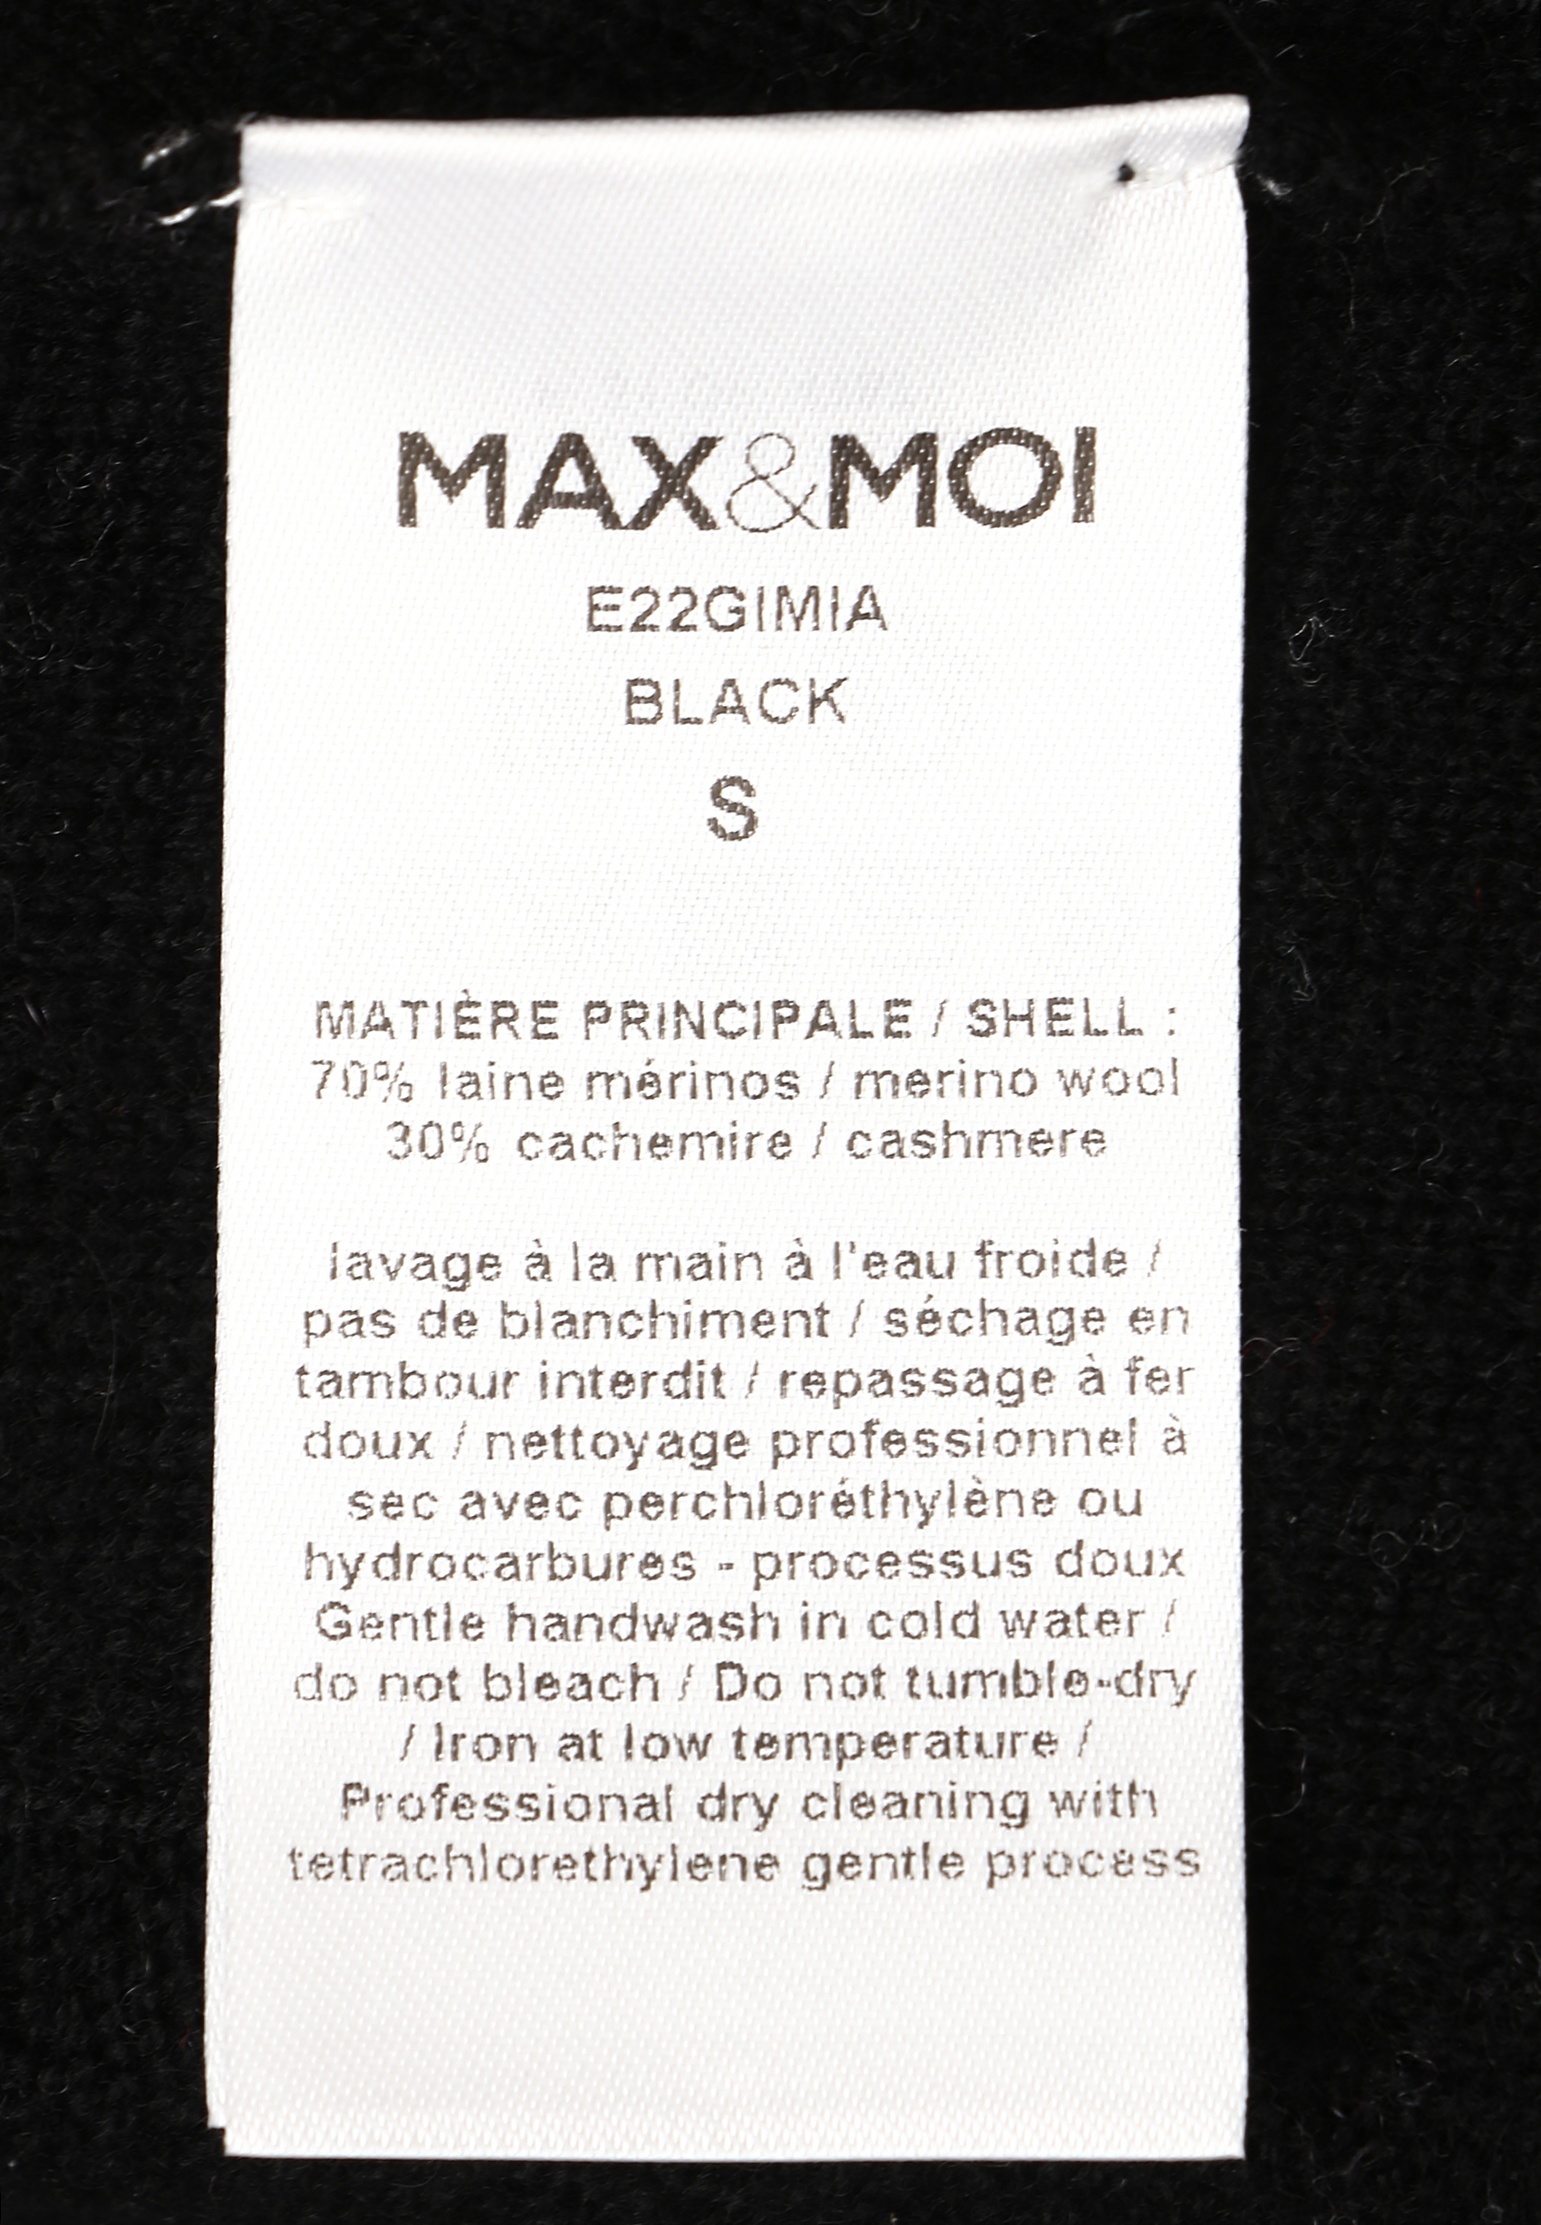 MAX&MOI
E22GIMIA
BLACK
S
MATIÈRE PRINCIPALE / SHELL :
70% laine mérinos / merino wool
30% cachemire / cashmere
lavage à la main à l'eau froide /
pas de blanchiment / séchage en
tambour interdit / repassage à fer
doux / nettoyage professionnel à
sec avec perchloréthylène ou
hydrocarbures - processus doux
Gentle handwash in cold water /
do not bleach / Do not tumble-dry
/ Iron at low temperature /
Professional dry cleaning with
tetrachlorethylene gentle process